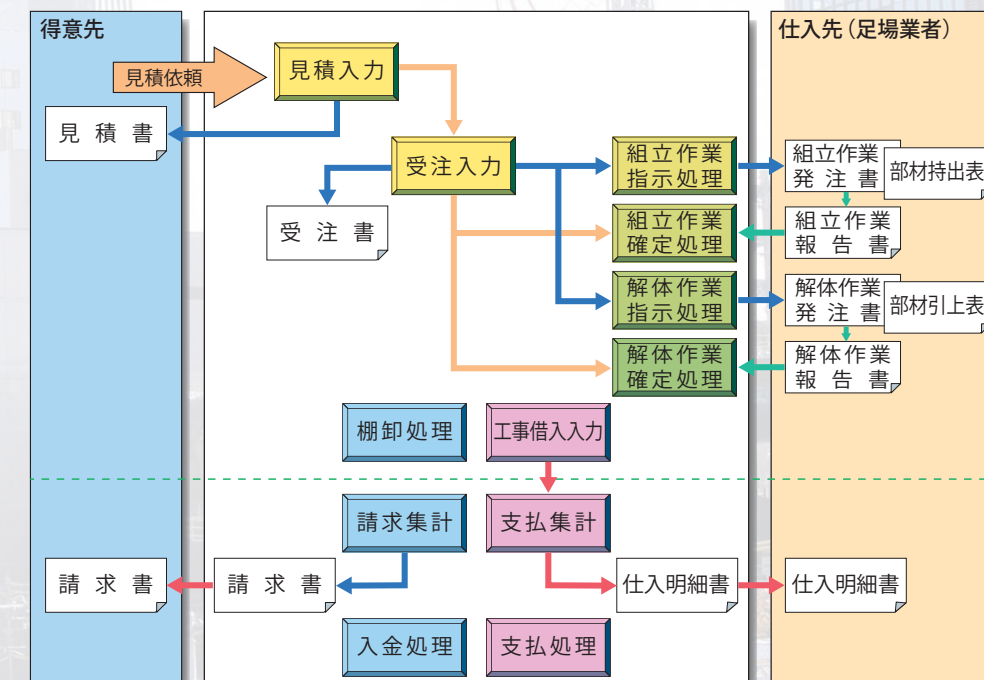 得意先
仕入先（足場業者）
見積依頼
見積入力
見積書
受注入力
受注書
組立作業
指示処理
組立作業
発注書
部材持出表
組立作業
確定処理
組立作業
報告書
解体作業
指示処理
解体作業
発注書
部材引上表
解体作業
確定処理
解体作業
報告書
棚卸処理
工事借入入力
請求集計
支払集計
請求書
請求書
仕入明細書
仕入明細書
入金処理
支払処理